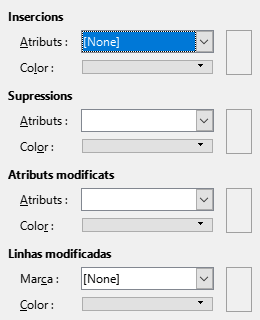 Insercions
Atributs : [None]
Color :
Supressions
Atributs :
Color :
Atributs modificats
Atributs :
Color :
Linhas modificadas
Marca : [None]
Color :